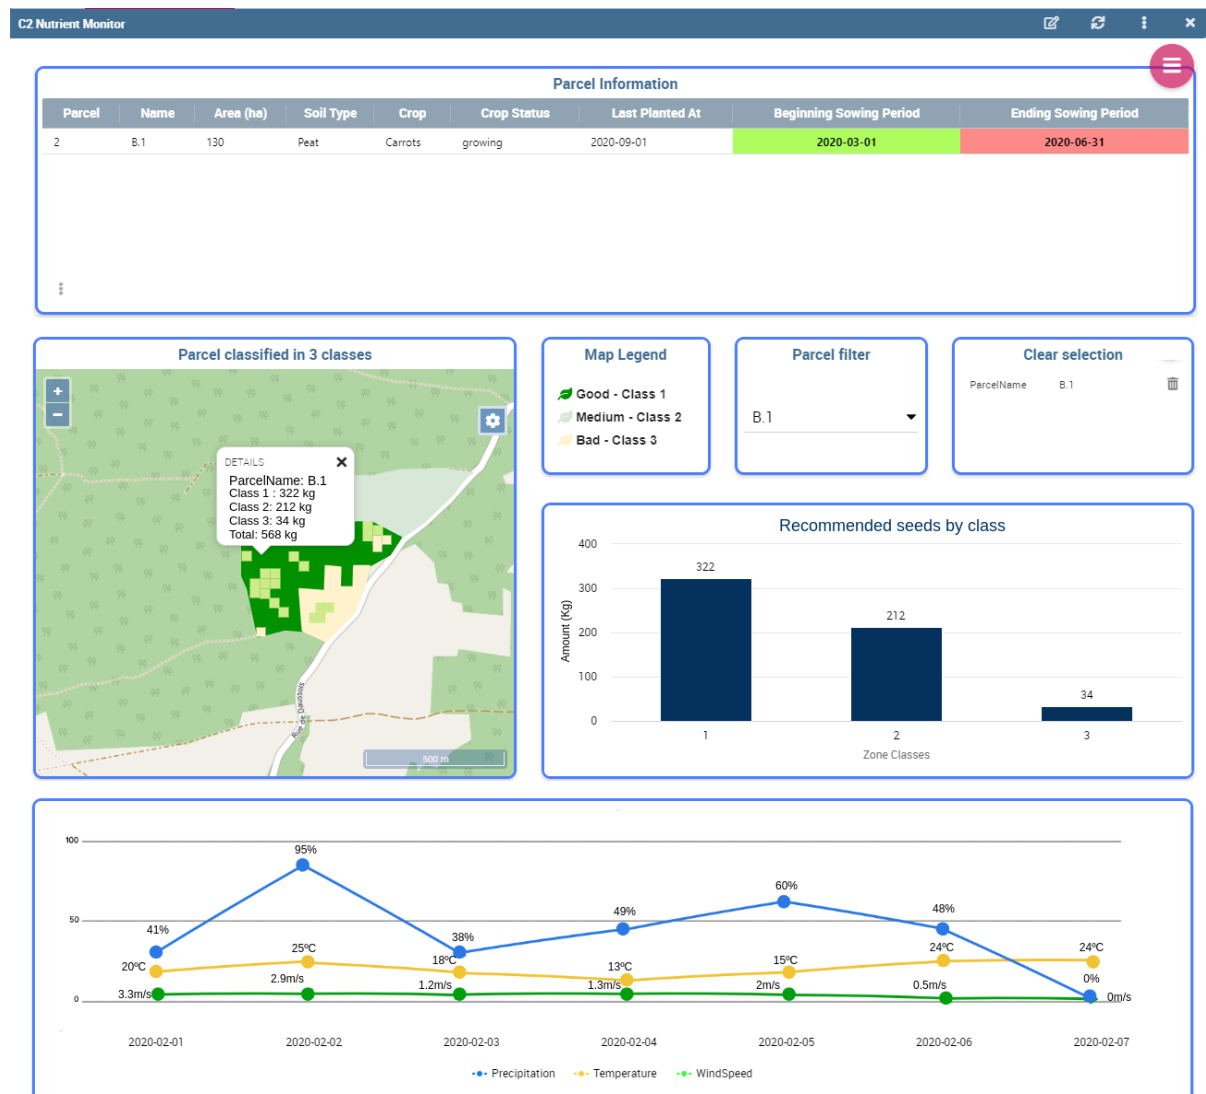 C2 Nutrient Monitor
Parcel Information
Parcel Name Area (ha) Soil Type Crop Crop Status Last Planted At Beginning Sowing Period Ending Sowing Period
2 B.1 130 Peat Carrots growing 2020-09-01 2020-03-01 2020-06-31
Parcel classified in 3 classes
+
−
DETAILS
ParcelName: B.1
Class 1 : 322 kg
Class 2: 212 kg
Class 3: 34 kg
Total: 568 kg
Rue de Daussois
500 m
Map Legend
Good - Class 1
Medium - Class 2
Bad - Class 3
Parcel filter
B.1
Clear selection
ParcelName B.1
Recommended seeds by class
400
300
200
100
0
Amount (Kg)
322
212
34
1 2 3
Zone Classes
100
50
0
41% 95% 38% 49% 60% 48% 0%
20ºC 25ºC 18ºC 13ºC 15ºC 24ºC 24ºC
3.3m/s 2.9m/s 1.2m/s 1.3m/s 2m/s 0.5m/s 0m/s
2020-02-01 2020-02-02 2020-02-03 2020-02-04 2020-02-05 2020-02-06 2020-02-07
Precipitation Temperature WindSpeed